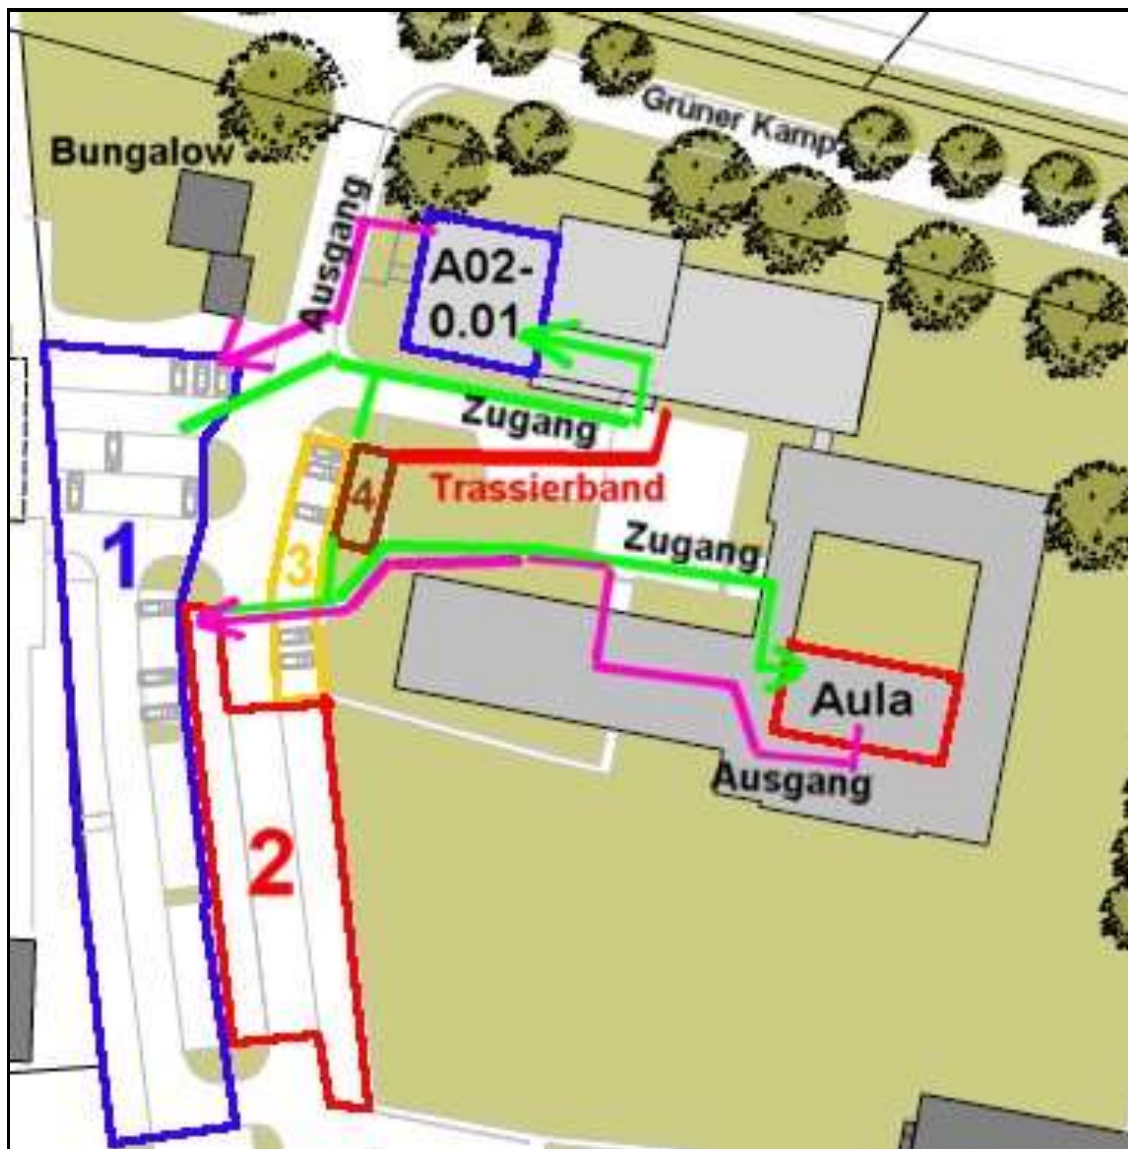 Grüner Kamp
Bungalow
Ausgang
A02-
0.01
Zugang
4
Trassierband
1
3
Zugang
Aula
Ausgang
2